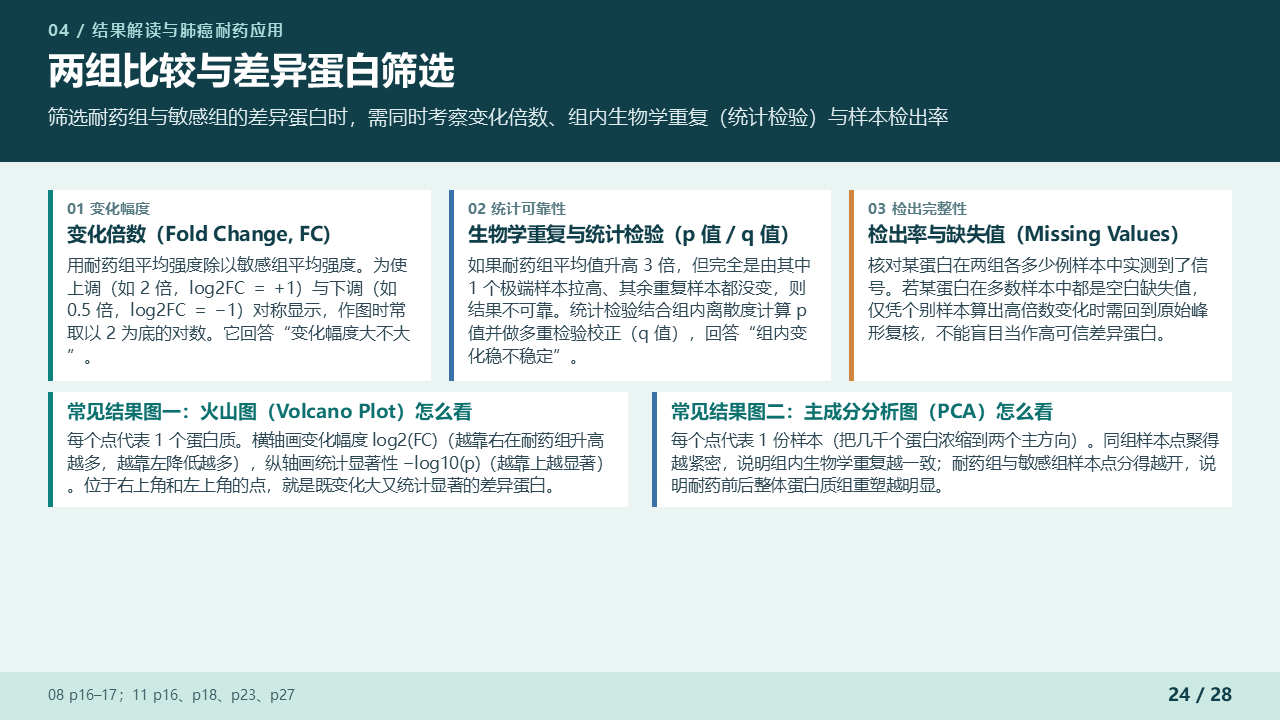 04 / 结果解读与肺癌耐药应用
两组比较与差异蛋白筛选
筛选耐药组与敏感组的差异蛋白时，需同时考察变化倍数、组内生物学重复（统计检验）与样本检出率
01 变化幅度
变化倍数（Fold Change, FC)
用耐药组平均强度除以敏感组平均强度。为使
上调（如 2 倍，log2FC = +1）与下调（如
0.5 倍，log2FC = −1）对称显示，作图时常
取以 2 为底的对数。它回答“变化幅度大不大
”。
02 统计可靠性
生物学重复与统计检验（p 值 / q 值）
如果耐药组平均值升高 3 倍，但完全是由其中
1 个极端样本拉高、其余重复样本都没变，则
结果不可靠。统计检验结合组内离散度计算 p
值并做多重检验校正（q 值），回答“组内变
化稳不稳定”。
03 检出完整性
检出率与缺失值（Missing Values）
核对某蛋白在两组各多少例样本中实测到了信
号。若某蛋白在多数样本中都是空白缺失值，
仅凭个别样本算出高倍数变化时需回到原始峰
形复核，不能盲目当作高可信差异蛋白。
常见结果图一：火山图（Volcano Plot）怎么看
每个点代表 1 个蛋白质。横轴画变化幅度 log2(FC)（越靠右在耐药组升高
越多，越靠左降低越多），纵轴画统计显著性 −log10(p)（越靠上越显著）
。位于右上角和左上角的点，就是既变化大又统计显著的差异蛋白。
常见结果图二：主成分分析图（PCA）怎么看
每个点代表 1 份样本（把几千个蛋白浓缩到两个主方向）。同组样本点聚得
越紧密，说明组内生物学重复越一致；耐药组与敏感组样本点分得越开，说
明耐药前后整体蛋白质组重塑越明显。
08 p16–17；11 p16、p18、p23、p27
24 / 28